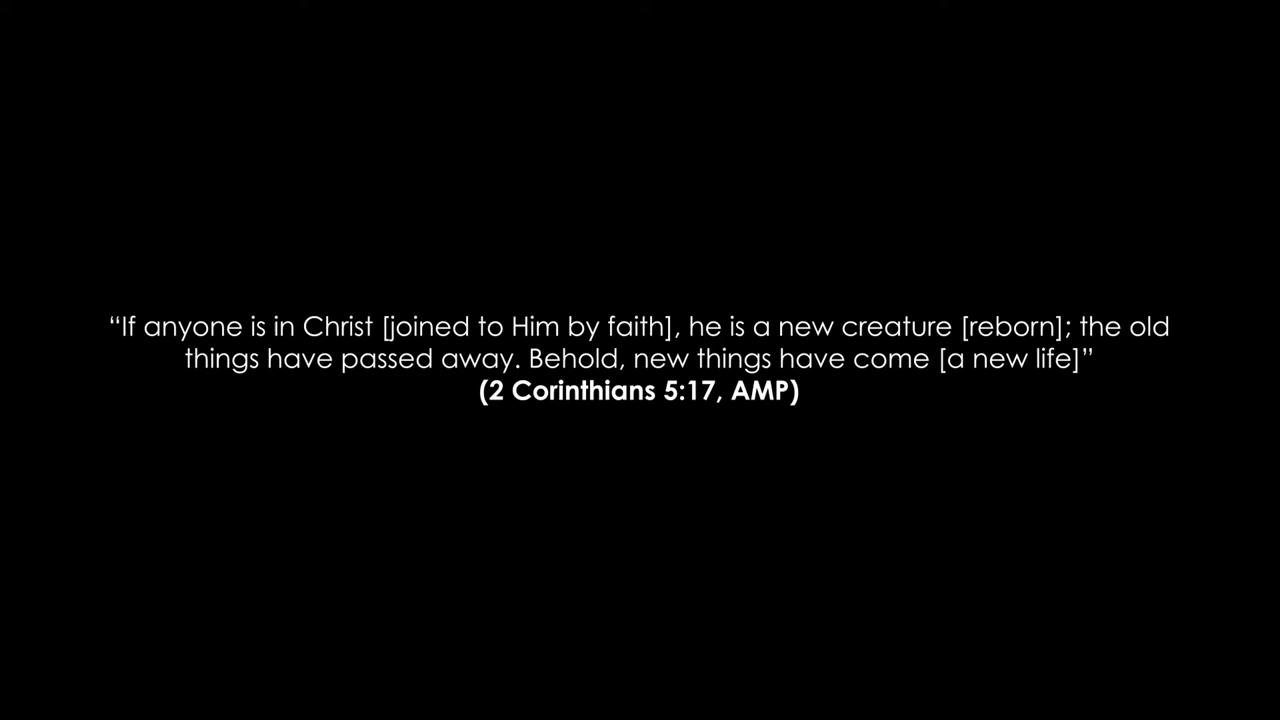 “If anyone is in Christ [joined to Him by faith], he is a new creature [reborn]; the old
things have passed away. Behold, new things have come [a new life]”
(2 Corinthians 5:17, AMP)